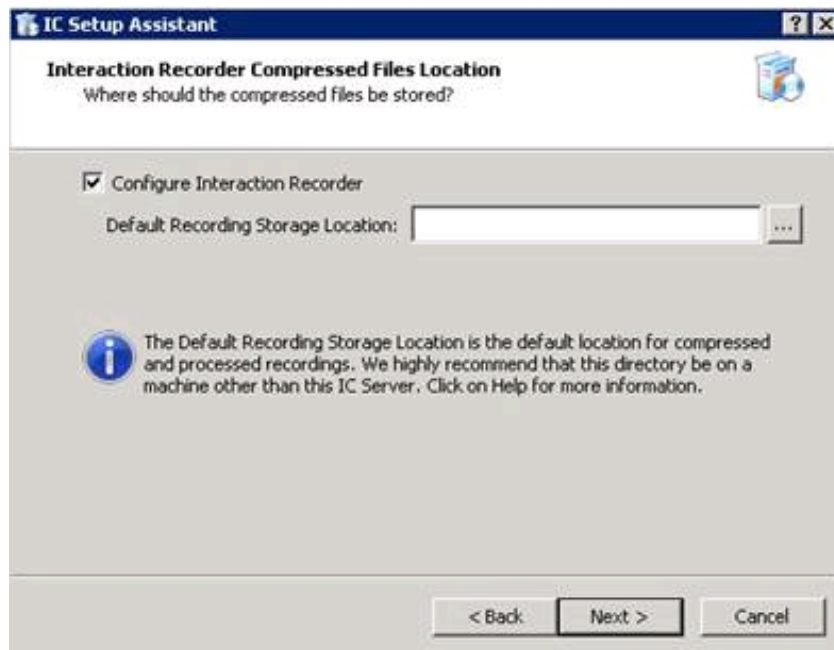 IC Setup Assistant
Interaction Recorder Compressed Files Location
Where should the compressed files be stored?
Configure Interaction Recorder
Default Recording Storage Location:
...
The Default Recording Storage Location is the default location for compressed
and processed recordings. We highly recommend that this directory be on a
machine other than this IC Server. Click on Help for more information.
< Back
Next >
Cancel